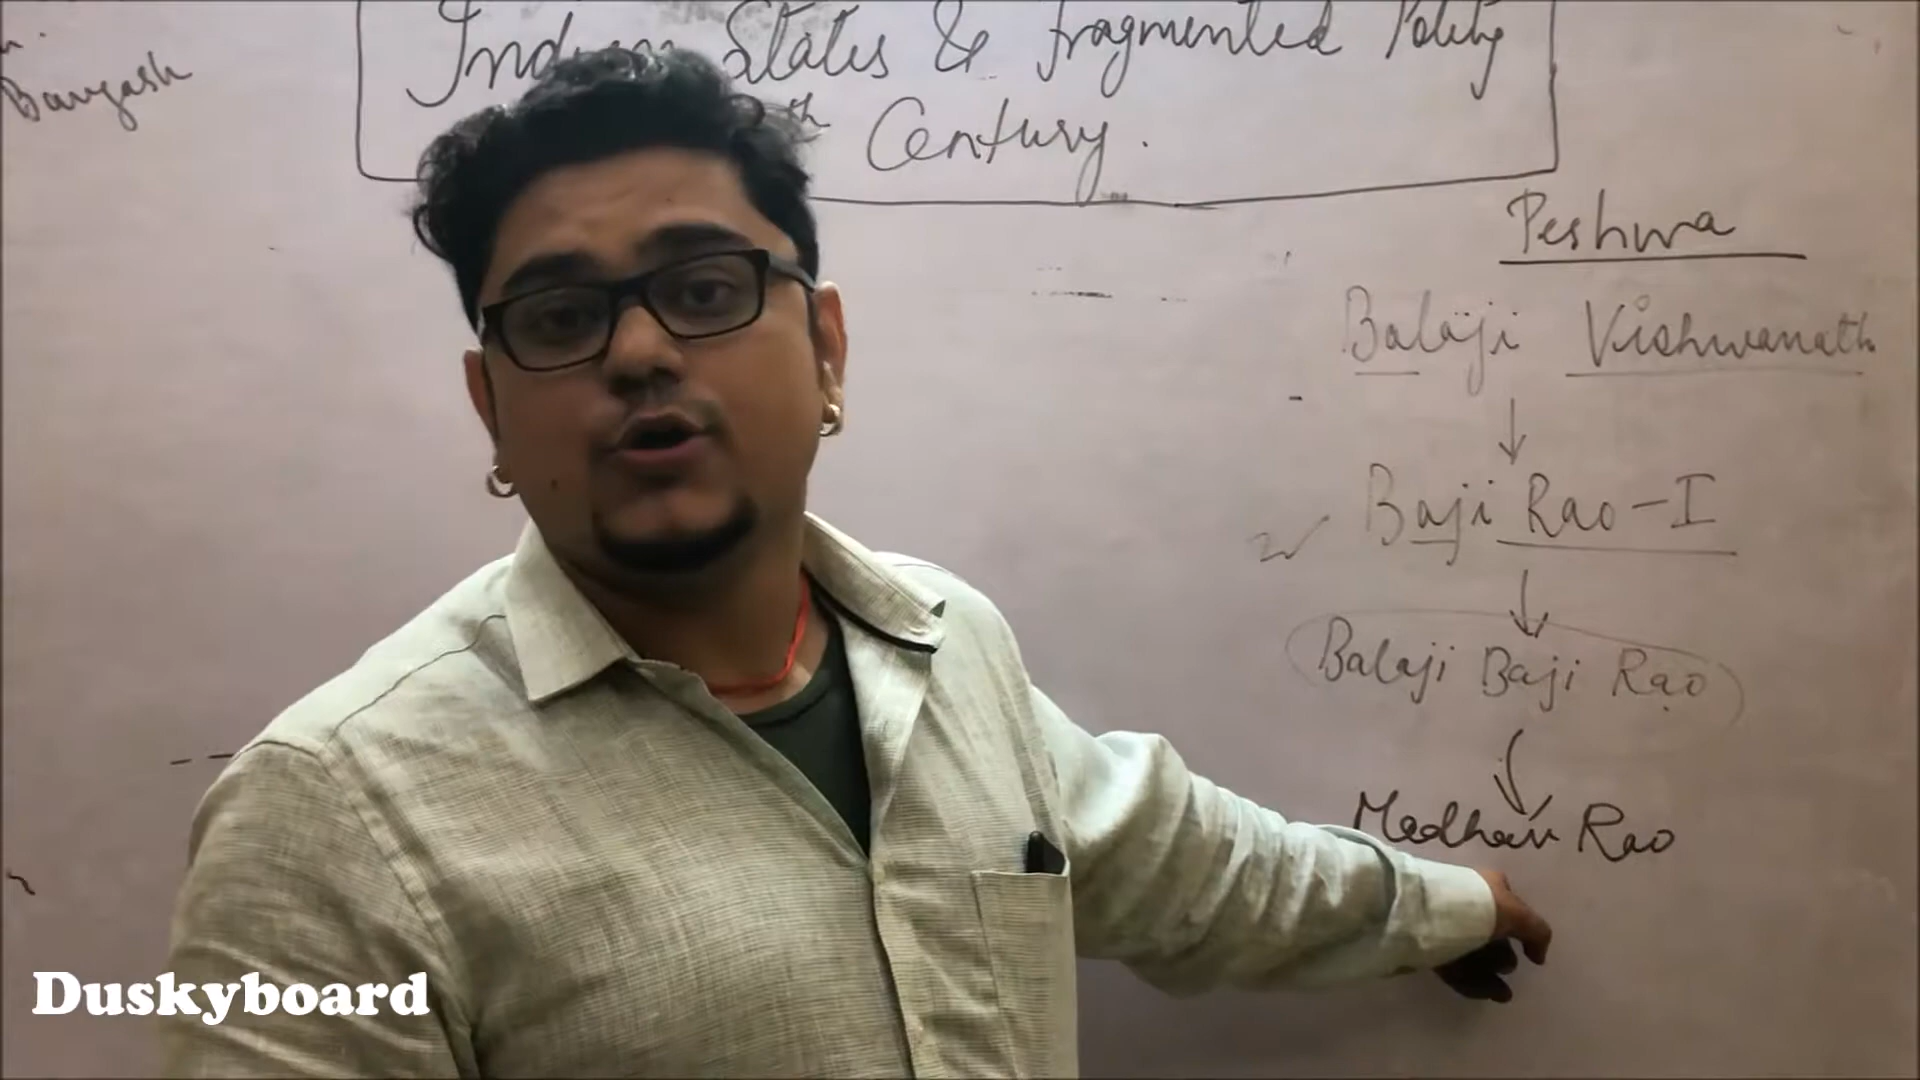 Bangash
Indian States & Fragmented Polity
th Century.
Peshwa
Balaji Vishwanath
Baji Rao-I
Balaji Baji Rao
Madhav Rao
Duskyboard